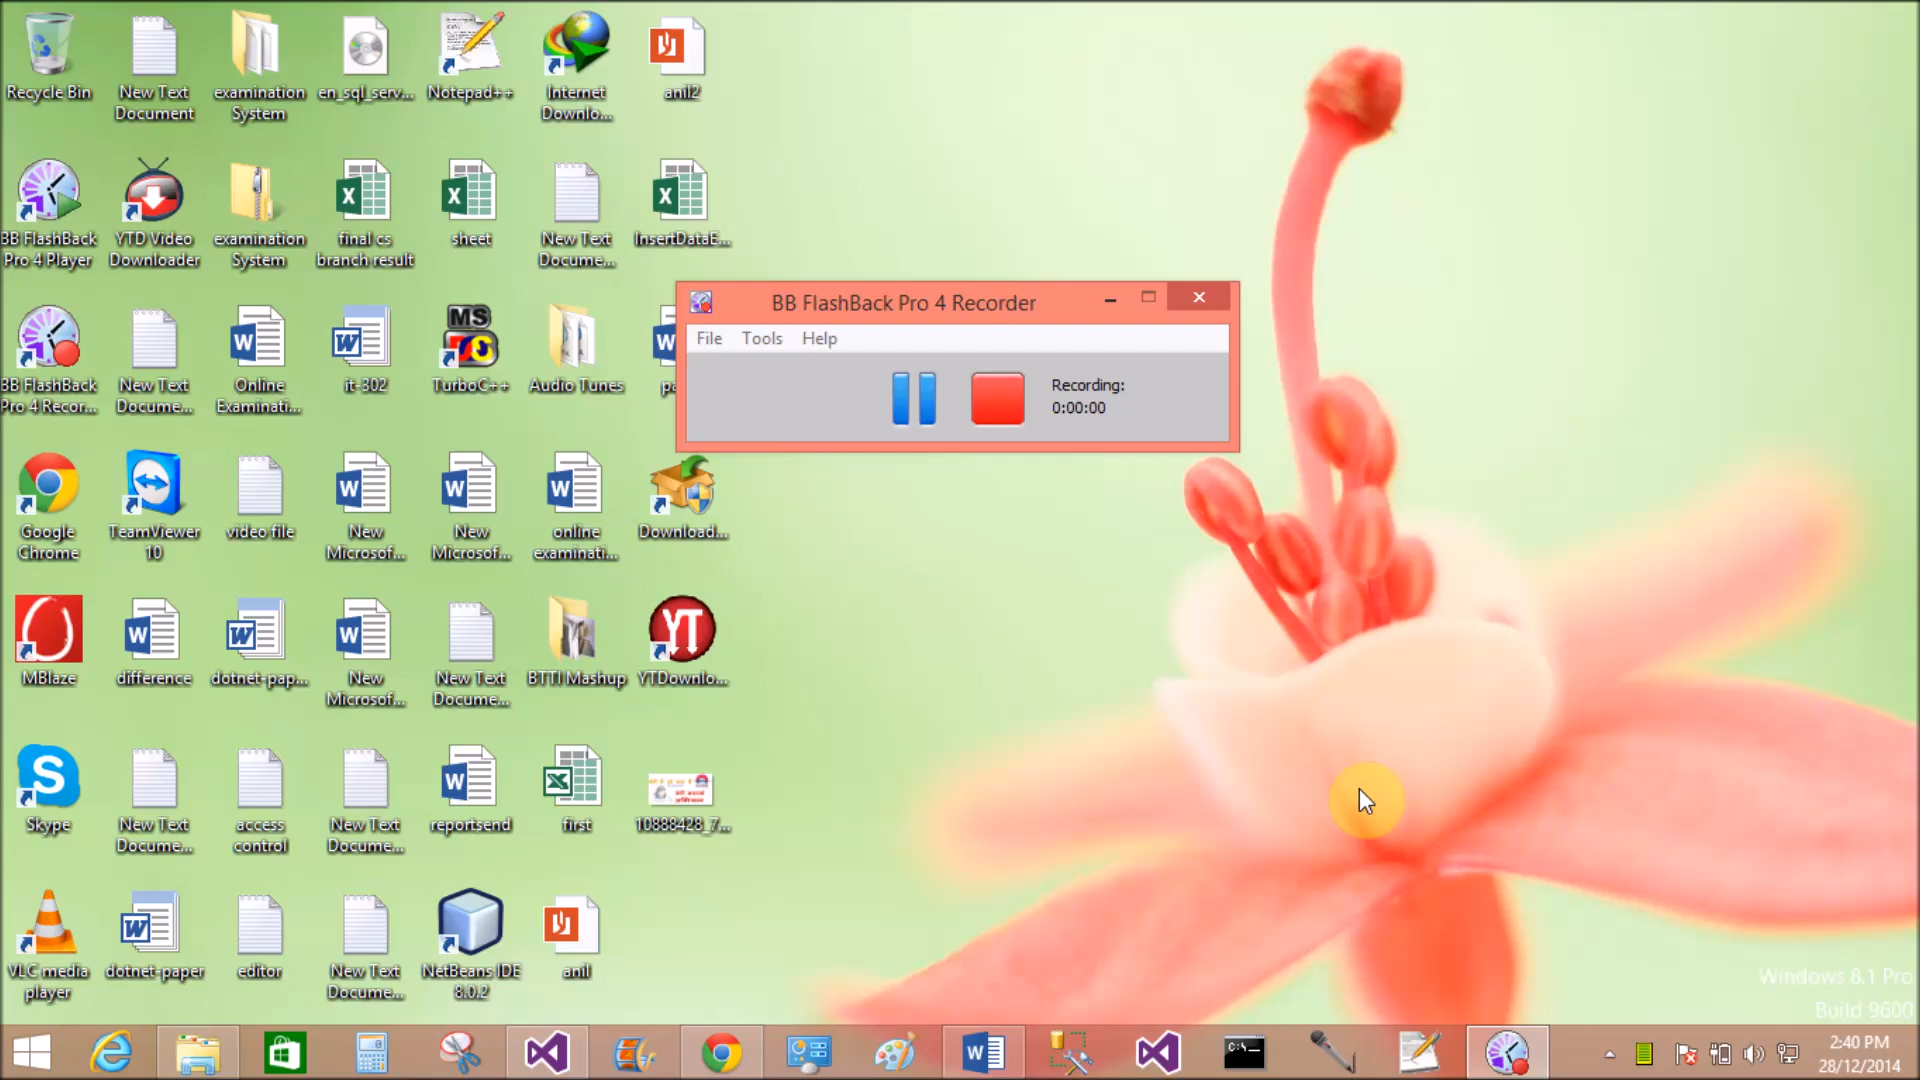 Recycle Bin
New Text
Document
examination
System
en_sql_serv...
Notepad++
Internet
Downlo...
anil2
BB FlashBack
Pro 4 Player
YTD Video
Downloader
examination
System
final cs
branch result
sheet
New Text
Docume...
InsertDataE...
BB FlashBack
Pro 4 Recor...
New Text
Docume...
Online
Examinati...
it-302
MS
TurboC++
Audio Tunes
pa
BB FlashBack Pro 4 Recorder
File Tools Help
Recording:
0:00:00
Google
Chrome
TeamViewer
10
video file
New
Microsof...
New
Microsof...
online
examinati...
Download...
MBlaze
difference
dotnet-pap...
New
Microsof...
New Text
Docume...
BTTI Mashup
YT
YTDownlo...
Skype
New Text
Docume...
access
control
New Text
Docume...
reportsend
first
10888428_7...
VLC media
player
dotnet-paper
editor
New Text
Docume...
NetBeans IDE
8.0.2
anil
Windows 8.1 Pro
Build 9600
C:\
2:40 PM
28/12/2014